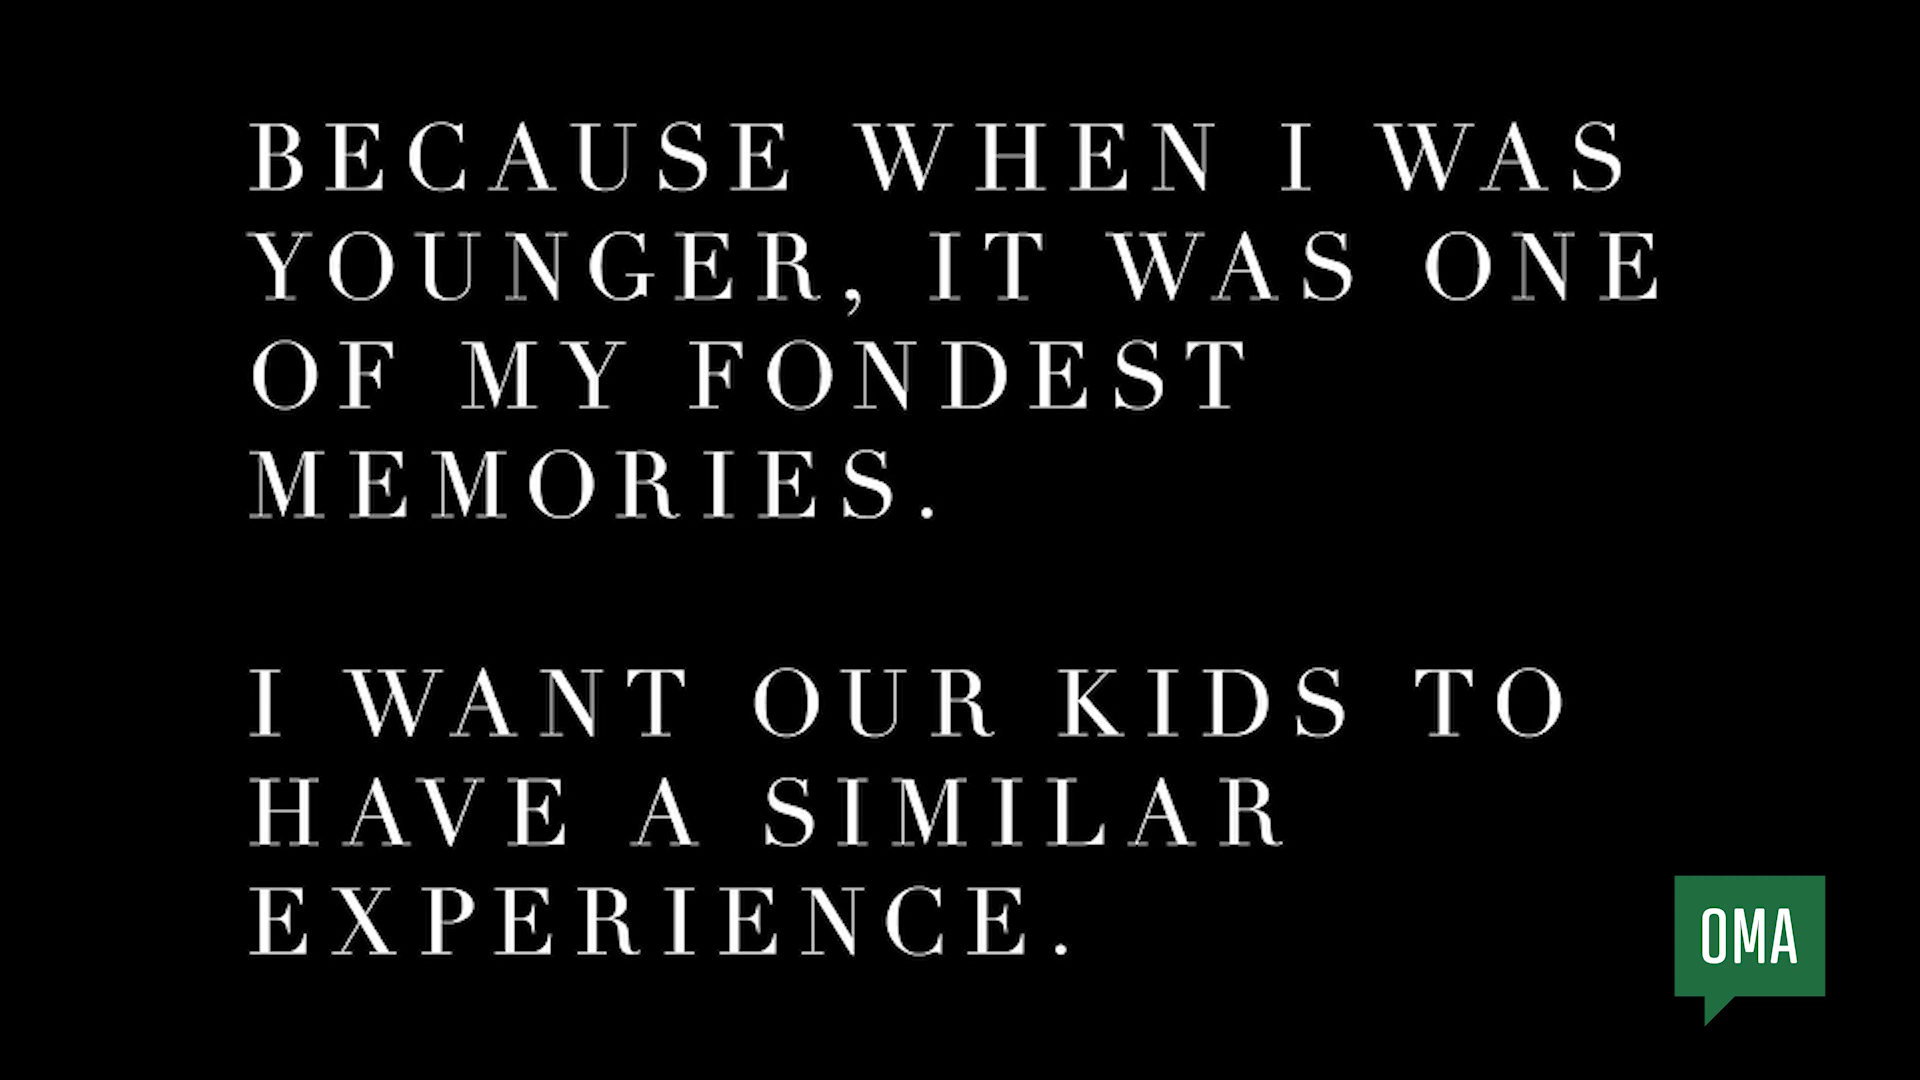 BECAUSE WHEN I WAS
YOUNGER, IT WAS ONE
OF MY FONDEST
MEMORIES.
I WANT OUR KIDS TO
HAVE A SIMILAR
EXPERIENCE.
OMA